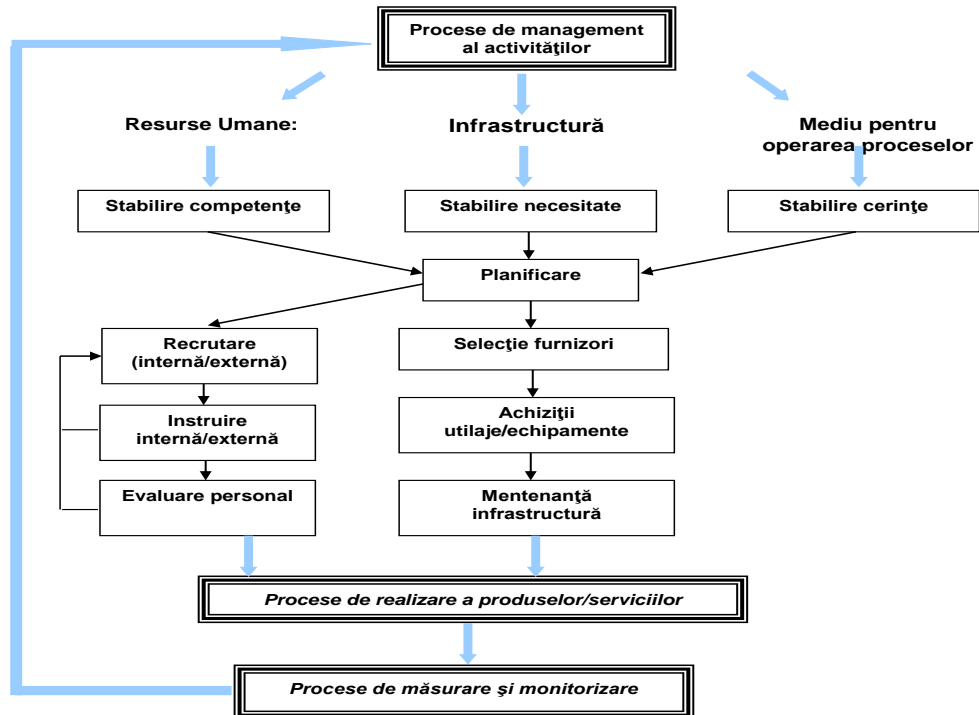 Procese de management
al activităţilor
Resurse Umane:
Infrastructură
Mediu pentru
operarea proceselor
Stabilire competenţe
Stabilire necesitate
Stabilire cerinţe
Planificare
Recrutare
(internă/externă)
Selecţie furnizori
Instruire
internă/externă
Achiziţii
utilaje/echipamente
Evaluare personal
Mentenanţă
infrastructură
Procese de realizare a produselor/serviciilor
Procese de măsurare şi monitorizare